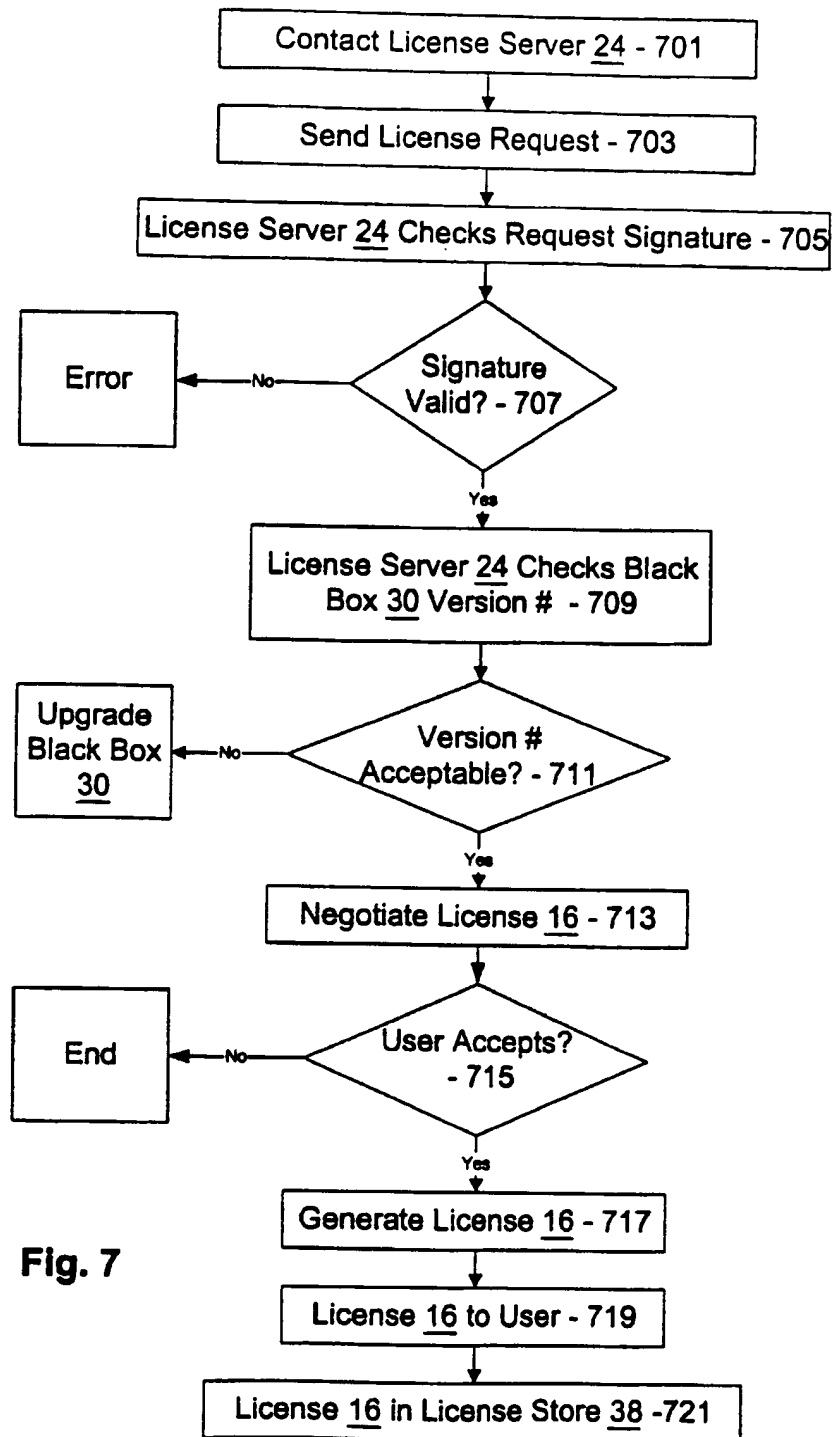 Contact License Server 24 - 701
Send License Request - 703
License Server 24 Checks Request Signature - 705
Error
No
Signature
Valid? - 707
Yes
License Server 24 Checks Black
Box 30 Version # - 709
Upgrade
Black Box
30
No
Version #
Acceptable? - 711
Yes
Negotiate License 16 - 713
End
No
User Accepts?
- 715
Yes
Generate License 16 - 717
Fig. 7
License 16 to User - 719
License 16 in License Store 38 -721